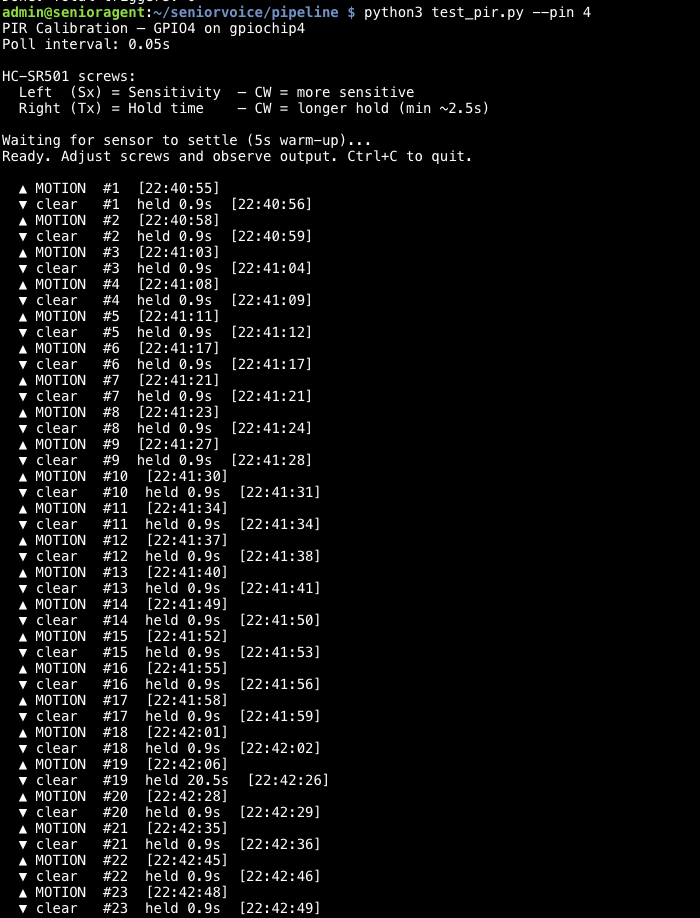 admin@senioragent:~/seniorvoice/pipeline $ python3 test_pir.py --pin 4
PIR Calibration — GPIO4 on gpiochip4
Poll interval: 0.05s
HC-SR501 screws:
Left (Sx) = Sensitivity — CW = more sensitive
Right (Tx) = Hold time — CW = longer hold (min ~2.5s)
Waiting for sensor to settle (5s warm-up)...
Ready. Adjust screws and observe output. Ctrl+C to quit.
▲ MOTION #1 [22:40:55]
▼ clear #1 held 0.9s [22:40:56]
▲ MOTION #2 [22:40:58]
▼ clear #2 held 0.9s [22:40:59]
▲ MOTION #3 [22:41:03]
▼ clear #3 held 0.9s [22:41:04]
▲ MOTION #4 [22:41:08]
▼ clear #4 held 0.9s [22:41:09]
▲ MOTION #5 [22:41:11]
▼ clear #5 held 0.9s [22:41:12]
▲ MOTION #6 [22:41:17]
▼ clear #6 held 0.9s [22:41:17]
▲ MOTION #7 [22:41:21]
▼ clear #7 held 0.9s [22:41:21]
▲ MOTION #8 [22:41:23]
▼ clear #8 held 0.9s [22:41:24]
▲ MOTION #9 [22:41:27]
▼ clear #9 held 0.9s [22:41:28]
▲ MOTION #10 [22:41:30]
▼ clear #10 held 0.9s [22:41:31]
▲ MOTION #11 [22:41:34]
▼ clear #11 held 0.9s [22:41:34]
▲ MOTION #12 [22:41:37]
▼ clear #12 held 0.9s [22:41:38]
▲ MOTION #13 [22:41:40]
▼ clear #13 held 0.9s [22:41:41]
▲ MOTION #14 [22:41:49]
▼ clear #14 held 0.9s [22:41:50]
▲ MOTION #15 [22:41:52]
▼ clear #15 held 0.9s [22:41:53]
▲ MOTION #16 [22:41:55]
▼ clear #16 held 0.9s [22:41:56]
▲ MOTION #17 [22:41:58]
▼ clear #17 held 0.9s [22:41:59]
▲ MOTION #18 [22:42:01]
▼ clear #18 held 0.9s [22:42:02]
▲ MOTION #19 [22:42:06]
▼ clear #19 held 20.5s [22:42:26]
▲ MOTION #20 [22:42:28]
▼ clear #20 held 0.9s [22:42:29]
▲ MOTION #21 [22:42:35]
▼ clear #21 held 0.9s [22:42:36]
▲ MOTION #22 [22:42:45]
▼ clear #22 held 0.9s [22:42:46]
▲ MOTION #23 [22:42:48]
▼ clear #23 held 0.9s [22:42:49]